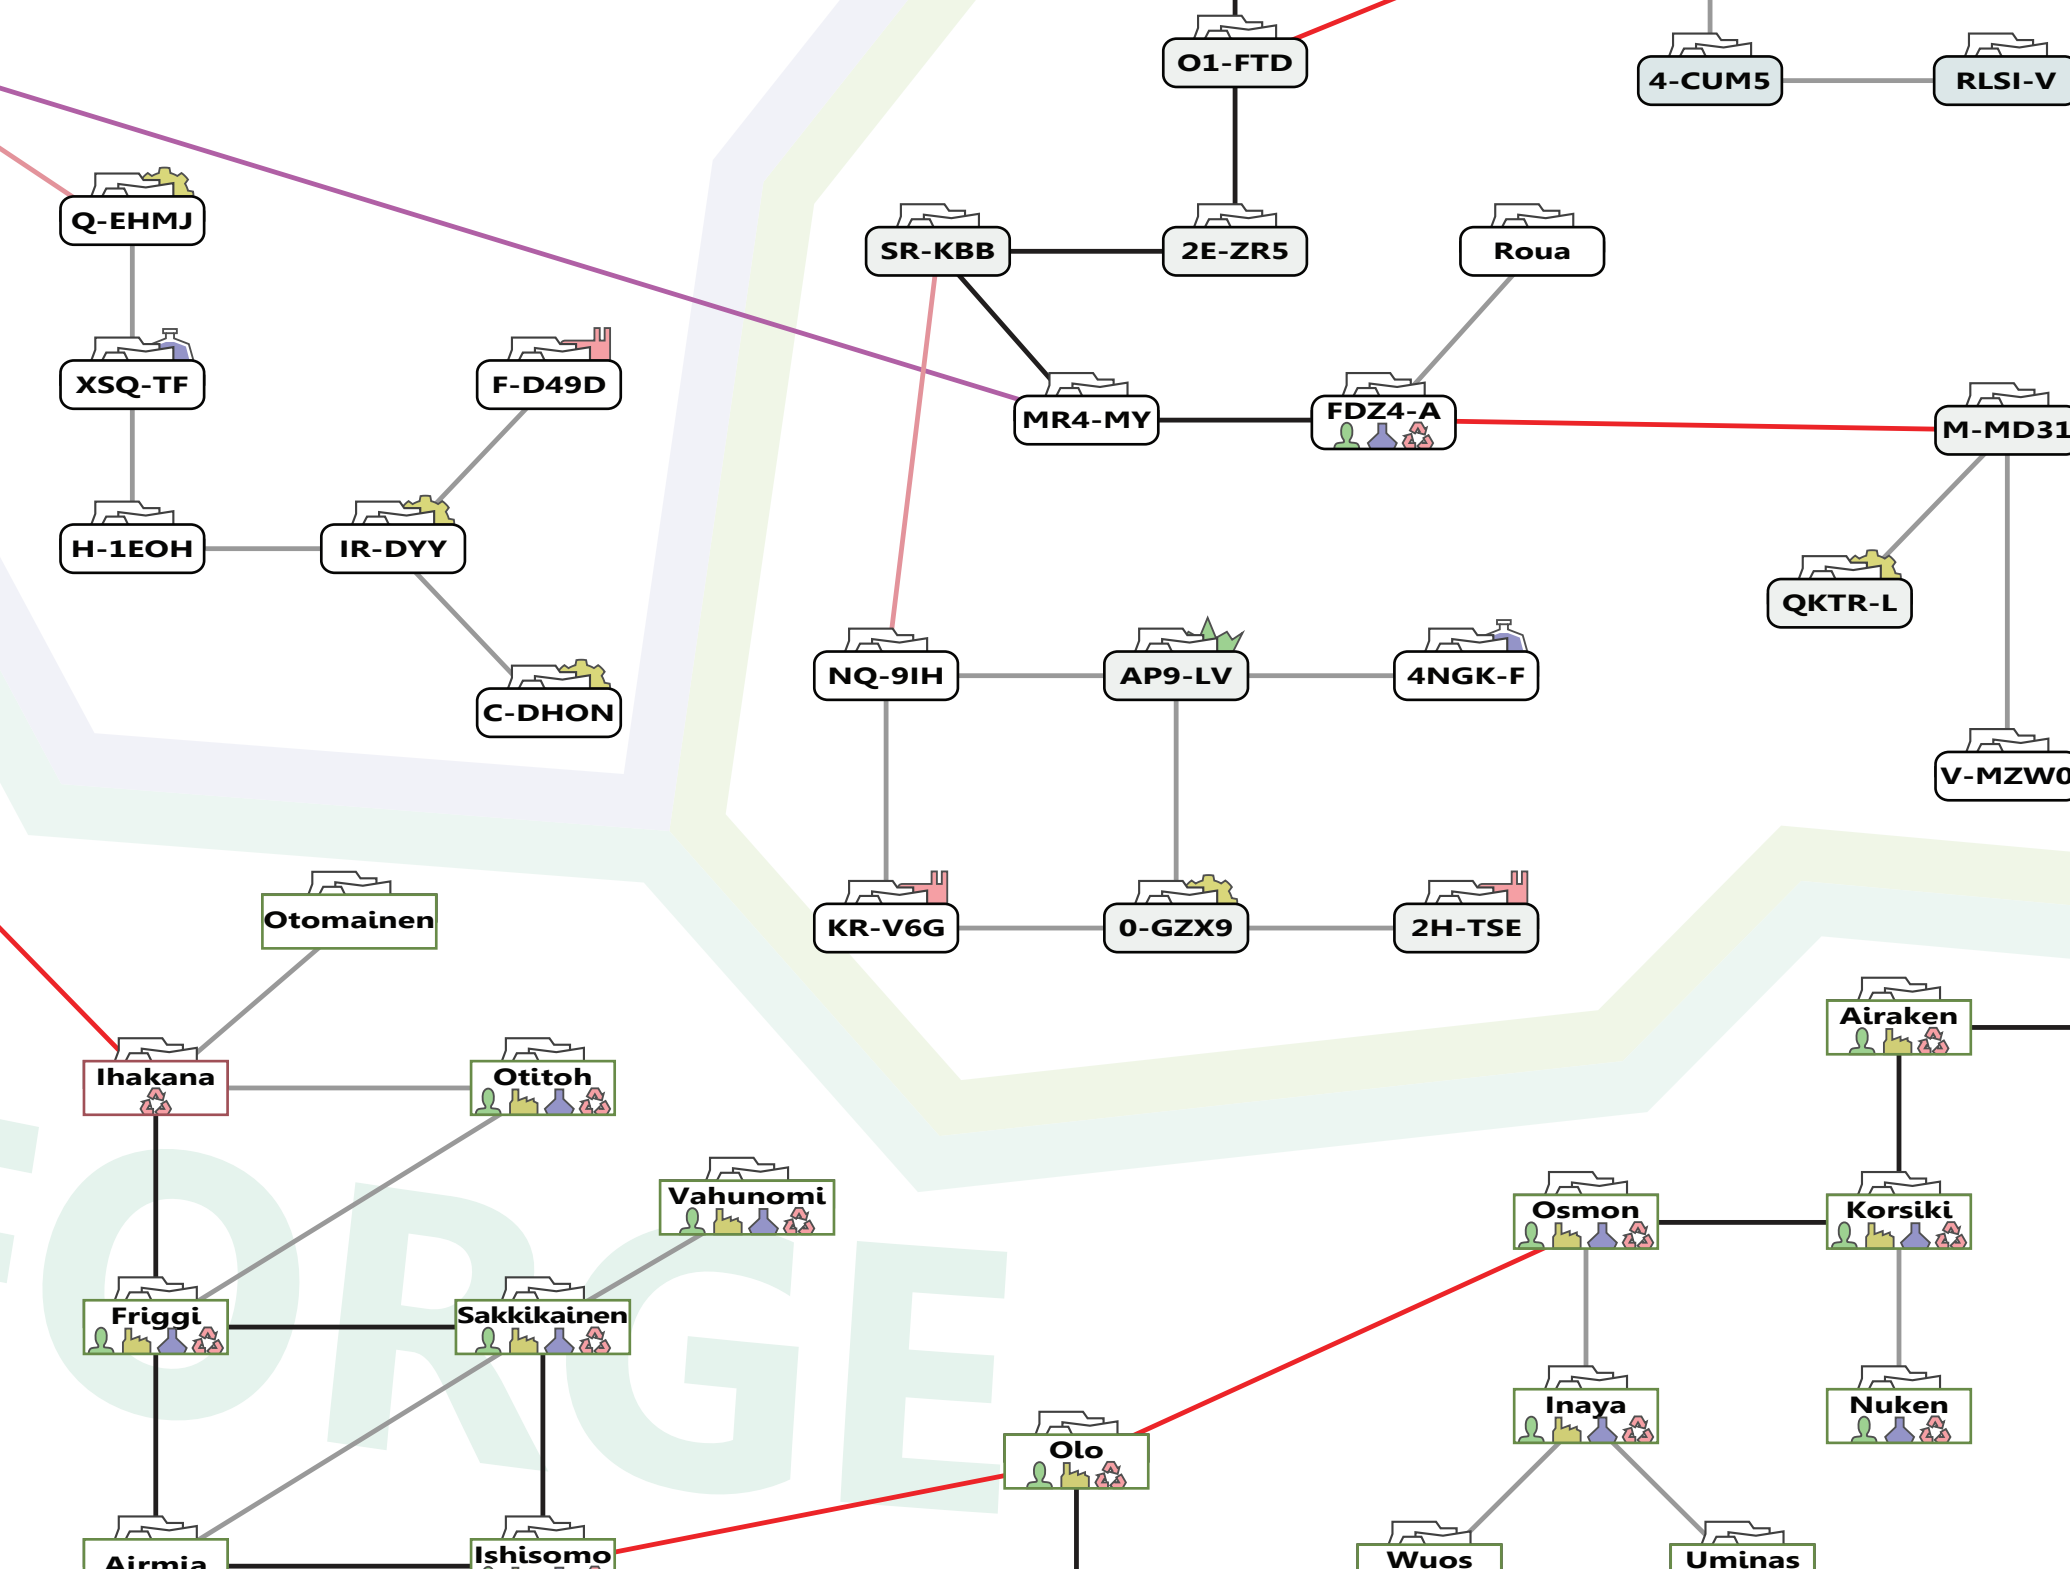 O1-FTD
4-CUM5
RLSI-V
Q-EHMJ
SR-KBB
2E-ZR5
Roua
XSQ-TF
F-D49D
MR4-MY
FDZ4-A
M-MD31
H-1EOH
IR-DYY
QKTR-L
NQ-9IH
AP9-LV
4NGK-F
C-DHON
V-MZW0
Otomainen
KR-V6G
0-GZX9
2H-TSE
Airaken
Ihakana
Otitoh
Vahunomi
Osmon
Korsiki
FORGE
Friggi
Sakkikainen
Inaya
Nuken
Olo
Airmia
Ishisomo
Wuos
Uminas